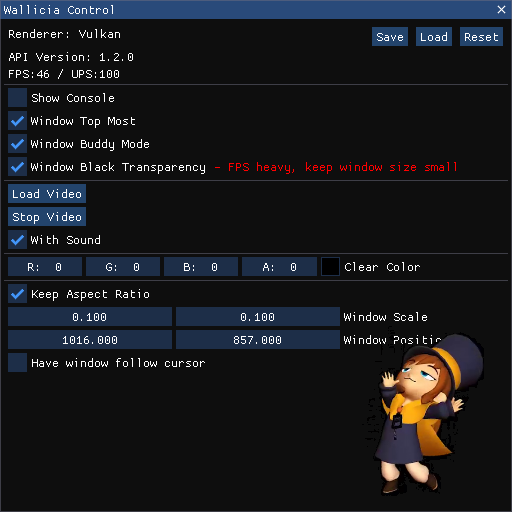 Wallicia Control
Renderer: Vulkan Save Load Reset
API Version: 1.2.0
FPS:46 / UPS:100
Show Console
Window Top Most
Window Buddy Mode
Window Black Transparency - FPS heavy, keep window size small
Load Video
Stop Video
With Sound
R: 0 G: 0 B: 0 A: 0 Clear Color
Keep Aspect Ratio
0.100 0.100 Window Scale
1016.000 857.000 Window Positio
Have window follow cursor